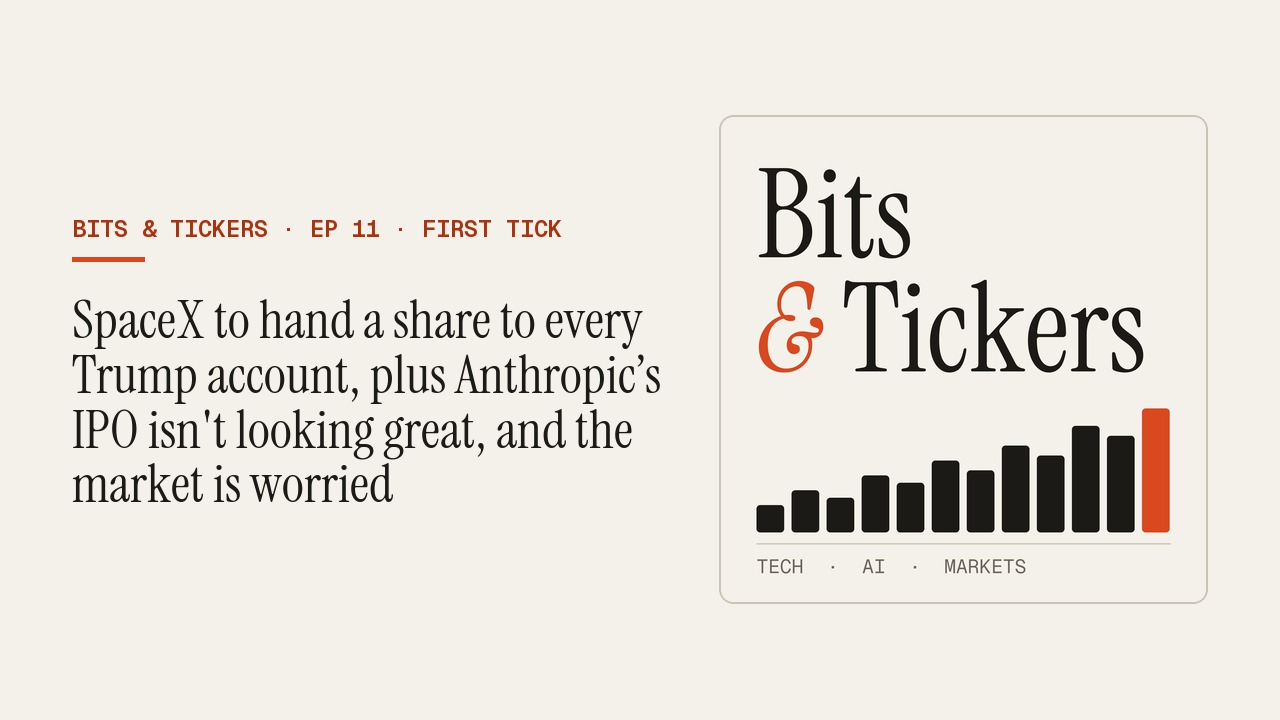 BITS & TICKERS · EP 11 · FIRST TICK
SpaceX to hand a share to every
Trump account, plus Anthropic’s
IPO isn't looking great, and the
market is worried
Bits
& Tickers
TECH · AI · MARKETS